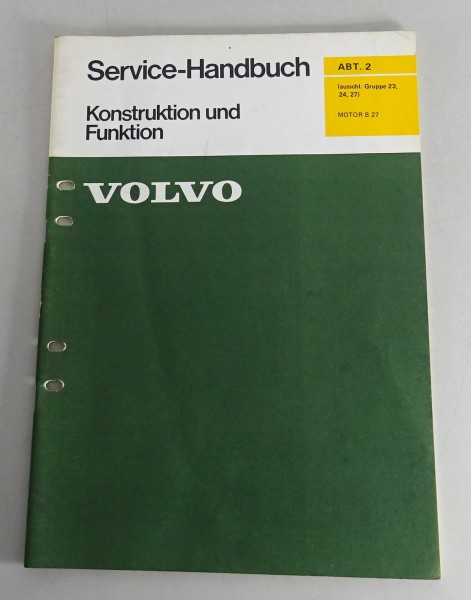 Service-Handbuch
Konstruktion und
Funktion
ABT. 2
(ausschl. Gruppe 23,
24, 27)
MOTOR B 27
VOLVO